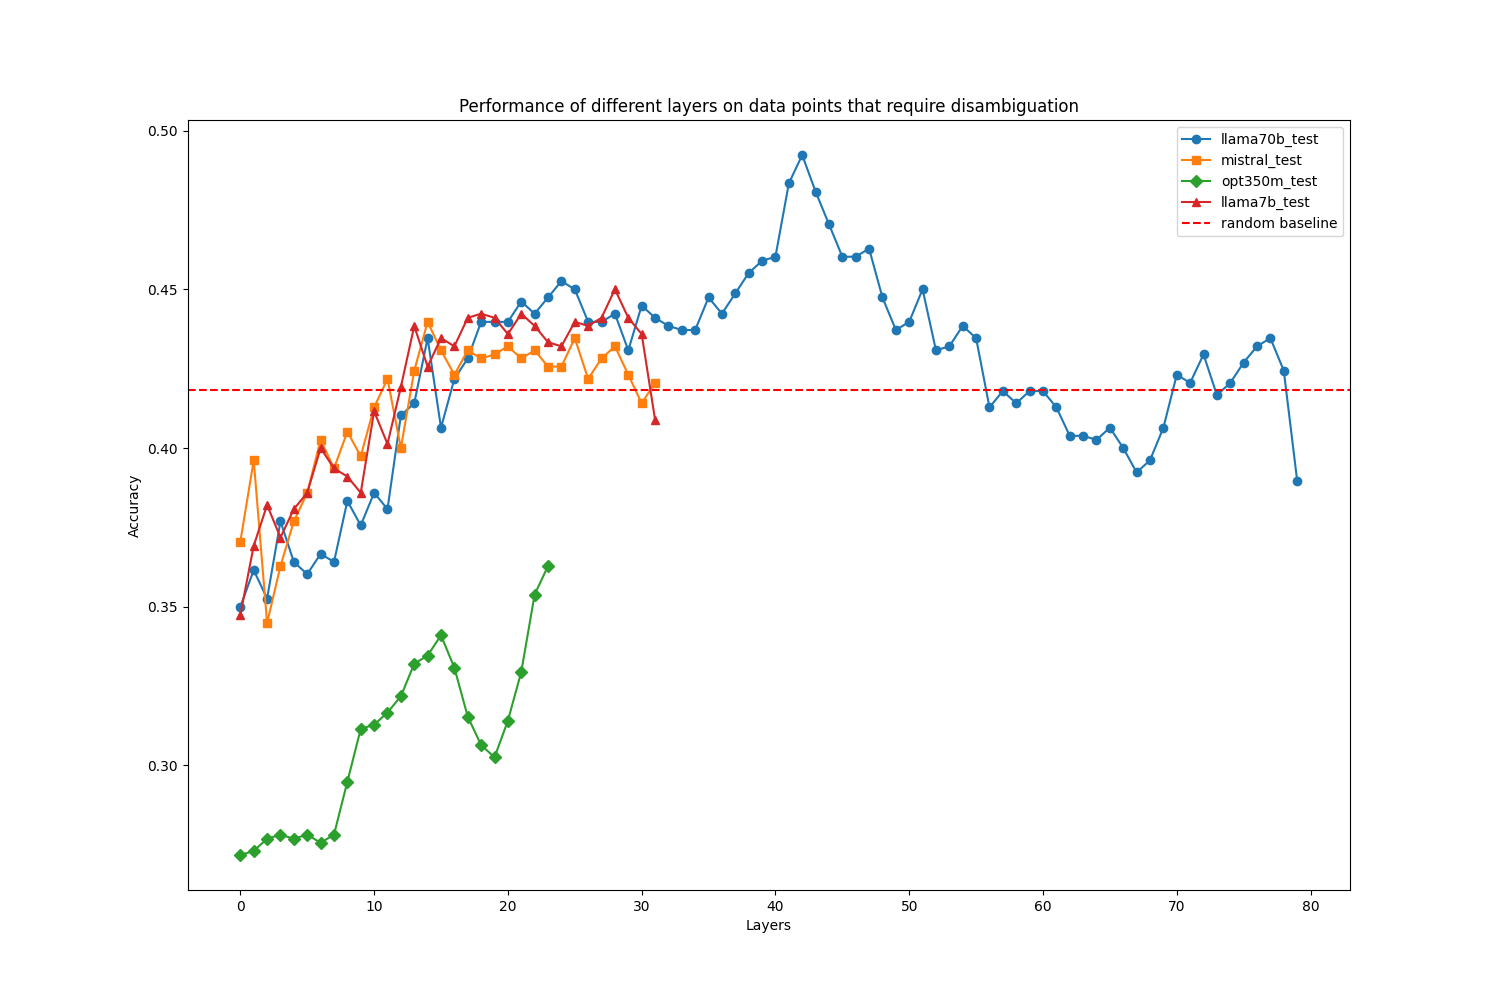 Performance of different layers on data points that require disambiguation
0.50
0.45
0.40
0.35
0.30
Accuracy
llama70b_test
mistral_test
opt350m_test
llama7b_test
random baseline
0 10 20 30 40 50 60 70 80
Layers